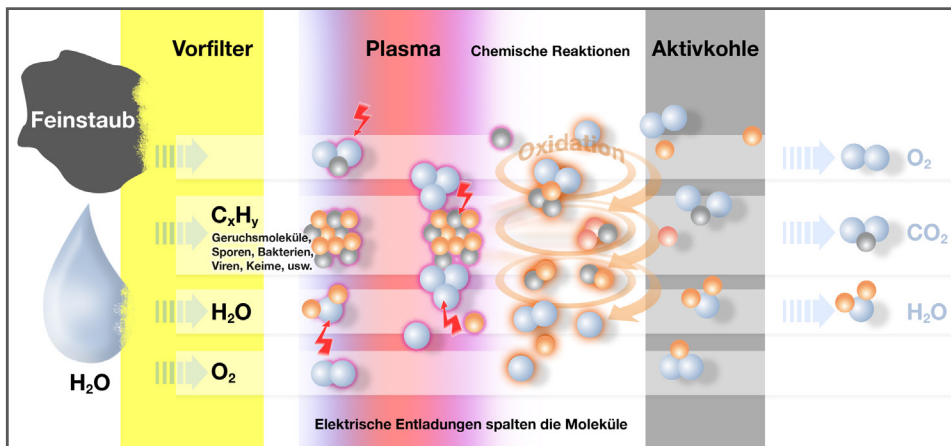 Vorfilter
Plasma
Chemische Reaktionen
Aktivkohle
Feinstaub
Oxidation
O₂
CₓHᵧ
Geruchsmoleküle,
Sporen, Bakterien,
Viren, Keime, usw.
CO₂
H₂O
H₂O
O₂
H₂O
Elektrische Entladungen spalten die Moleküle